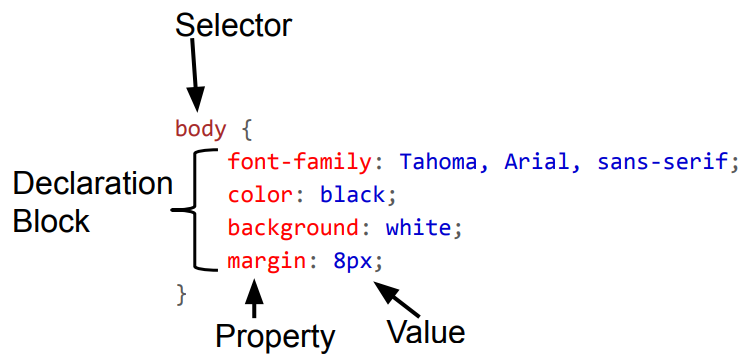 Selector
body {
font-family: Tahoma, Arial, sans-serif;
Declaration
Block
color: black;
background: white;
margin: 8px;
}
Property
Value